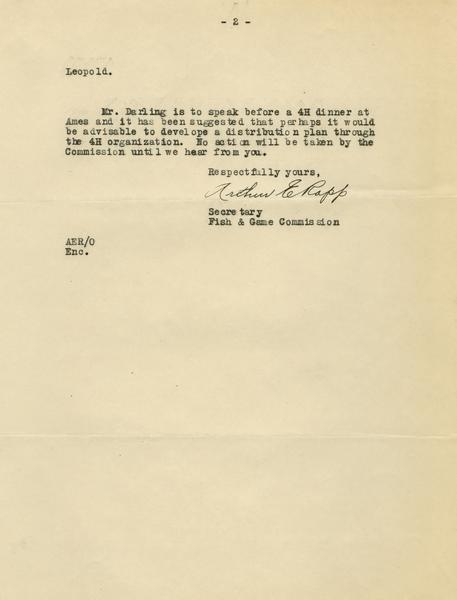 - 2 -
Leopold.
Mr. Darling is to speak before a 4H dinner at
Ames and it has been suggested that perhaps it would
be advisable to develope a distribution plan through
the 4H organization. No action will be taken by the
Commission until we hear from you.
Respectfully yours,
Arthur E Rapp
Secretary
Fish & Game Commission
AER/O
Enc.